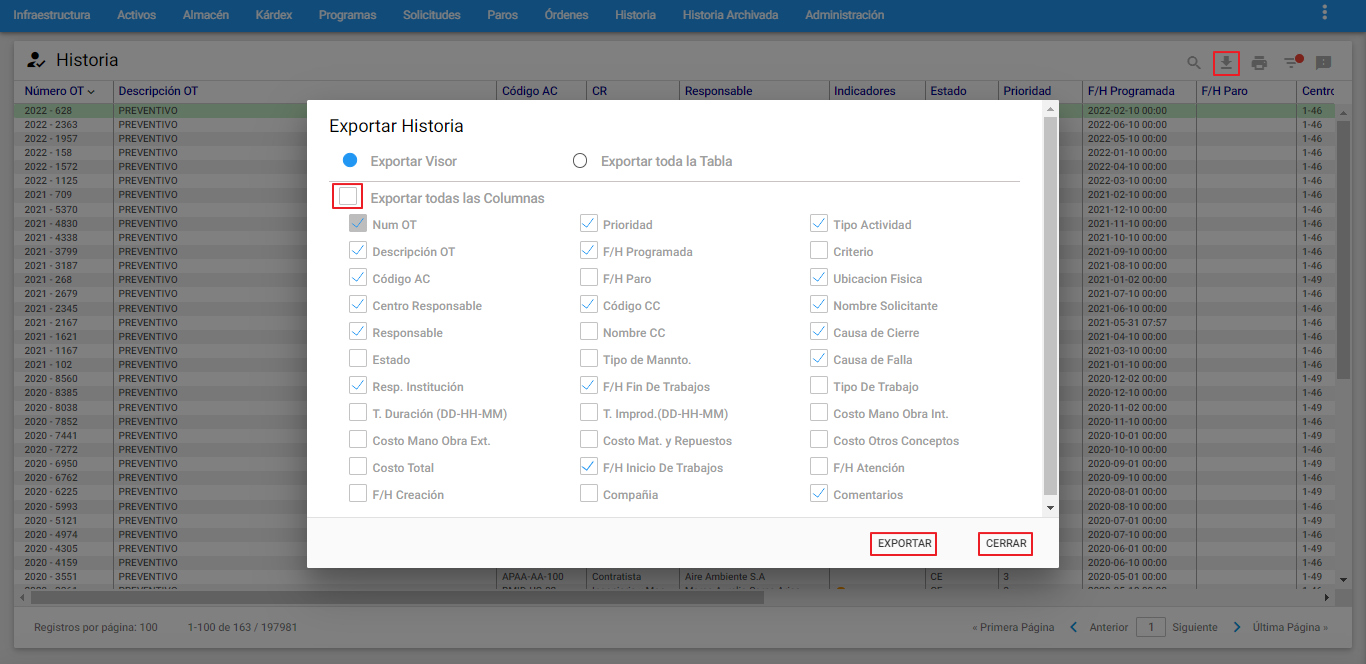 Infraestructura Activos Almacén Kárdex Programas Solicitudes Paros Órdenes Historia Historia Archivada Administración
Historia
Número OT Descripción OT Código AC CR Responsable Indicadores Estado Prioridad F/H Programada F/H Paro Centro
2022 - 628 PREVENTIVO 2022-02-10 00:00 1-46
2022 - 2363 PREVENTIVO 2022-06-10 00:00 1-46
2022 - 1957 PREVENTIVO 2022-05-10 00:00 1-46
2022 - 158 PREVENTIVO 2022-01-10 00:00 1-46
2022 - 1572 PREVENTIVO 2022-04-10 00:00 1-46
2022 - 1125 PREVENTIVO 2022-03-10 00:00 1-46
2021 - 709 PREVENTIVO 2021-02-10 00:00 1-46
2021 - 5370 PREVENTIVO 2021-12-10 00:00 1-46
2021 - 4830 PREVENTIVO 2021-11-10 00:00 1-46
2021 - 4338 PREVENTIVO 2021-10-10 00:00 1-46
2021 - 3799 PREVENTIVO 2021-09-10 00:00 1-46
2021 - 3187 PREVENTIVO 2021-08-10 00:00 1-46
2021 - 268 PREVENTIVO 2021-01-02 00:00 1-49
2021 - 2679 PREVENTIVO 2021-07-10 00:00 1-46
2021 - 2345 PREVENTIVO 2021-06-10 00:00 1-46
2021 - 2167 PREVENTIVO 2021-05-31 07:57 1-46
2021 - 1621 PREVENTIVO 2021-04-10 00:00 1-46
2021 - 1167 PREVENTIVO 2021-03-10 00:00 1-46
2021 - 102 PREVENTIVO 2021-01-10 00:00 1-46
2020 - 8560 PREVENTIVO 2020-12-02 00:00 1-49
2020 - 8385 PREVENTIVO 2020-12-10 00:00 1-46
2020 - 8038 PREVENTIVO 2020-11-02 00:00 1-49
2020 - 7852 PREVENTIVO 2020-11-10 00:00 1-46
2020 - 7441 PREVENTIVO 2020-10-01 00:00 1-49
2020 - 7272 PREVENTIVO 2020-10-10 00:00 1-46
2020 - 6950 PREVENTIVO 2020-09-01 00:00 1-49
2020 - 6762 PREVENTIVO 2020-09-10 00:00 1-46
2020 - 6225 PREVENTIVO 2020-08-01 00:00 1-49
2020 - 5993 PREVENTIVO 2020-08-10 00:00 1-46
2020 - 5121 PREVENTIVO 2020-07-01 00:00 1-49
2020 - 4974 PREVENTIVO 2020-07-10 00:00 1-46
2020 - 4305 PREVENTIVO 2020-06-01 00:00 1-49
2020 - 4159 PREVENTIVO 2020-06-10 00:00 1-46
2020 - 3551 PREVENTIVO APAA-AA-100 Contratista Aire Ambiente S.A CE 3 2020-05-01 00:00 1-49
Exportar Historia
Exportar Visor Exportar toda la Tabla
Exportar todas las Columnas
Num OT Prioridad Tipo Actividad
Descripción OT F/H Programada Criterio
Código AC F/H Paro Ubicacion Fisica
Centro Responsable Código CC Nombre Solicitante
Responsable Nombre CC Causa de Cierre
Estado Tipo de Mannto. Causa de Falla
Resp. Institución F/H Fin De Trabajos Tipo De Trabajo
T. Duración (DD-HH-MM) T. Improd.(DD-HH-MM) Costo Mano Obra Int.
Costo Mano Obra Ext. Costo Mat. y Repuestos Costo Otros Conceptos
Costo Total F/H Inicio De Trabajos F/H Atención
F/H Creación Compañia Comentarios
EXPORTAR CERRAR
Registros por página: 100 1-100 de 163 / 197981 « Primera Página Anterior 1 Siguiente Última Página »